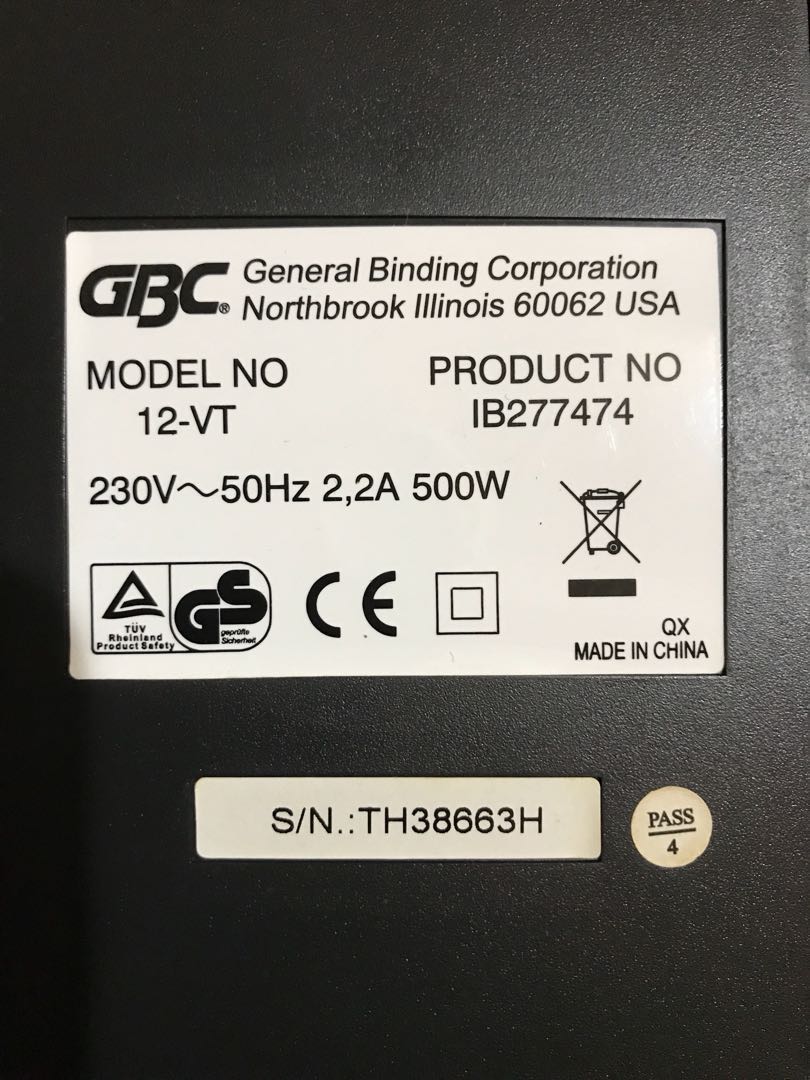 GBC® General Binding Corporation
Northbrook Illinois 60062 USA
MODEL NO PRODUCT NO
12-VT IB277474
230V～50Hz 2,2A 500W
TÜV
Rheinland
Product Safety
GS
geprüfte
Sicherheit
CE
QX
MADE IN CHINA
S/N.:TH38663H
PASS
4